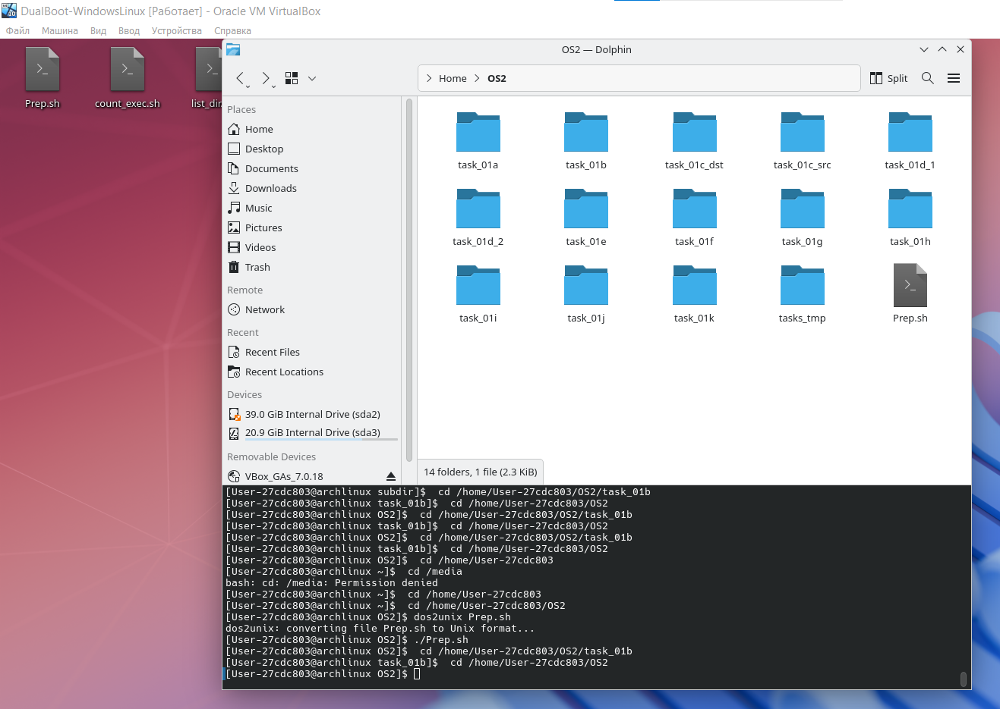 DualBoot-WindowsLinux [Работает] - Oracle VM VirtualBox
Файл Машина Вид Ввод Устройства Справка
Prep.sh
count_exec.sh
list_dir.
OS2 — Dolphin
Home OS2
Split
Places
Home
Desktop
Documents
Downloads
Music
Pictures
Videos
Trash
Remote
Network
Recent
Recent Files
Recent Locations
Devices
39.0 GiB Internal Drive (sda2)
20.9 GiB Internal Drive (sda3)
Removable Devices
VBox_GAs_7.0.18
task_01a task_01b task_01c_dst task_01c_src task_01d_1
task_01d_2 task_01e task_01f task_01g task_01h
task_01i task_01j task_01k tasks_tmp Prep.sh
14 folders, 1 file (2.3 KiB)
[User-27cdc803@archlinux subdir]$  cd /home/User-27cdc803/OS2/task_01b
[User-27cdc803@archlinux task_01b]$  cd /home/User-27cdc803/OS2
[User-27cdc803@archlinux OS2]$  cd /home/User-27cdc803/OS2/task_01b
[User-27cdc803@archlinux task_01b]$  cd /home/User-27cdc803/OS2
[User-27cdc803@archlinux OS2]$  cd /home/User-27cdc803/OS2/task_01b
[User-27cdc803@archlinux task_01b]$  cd /home/User-27cdc803/OS2
[User-27cdc803@archlinux OS2]$  cd /home/User-27cdc803
[User-27cdc803@archlinux ~]$  cd /media
bash: cd: /media: Permission denied
[User-27cdc803@archlinux ~]$  cd /home/User-27cdc803
[User-27cdc803@archlinux ~]$  cd /home/User-27cdc803/OS2
[User-27cdc803@archlinux OS2]$ dos2unix Prep.sh
dos2unix: converting file Prep.sh to Unix format...
[User-27cdc803@archlinux OS2]$ ./Prep.sh
[User-27cdc803@archlinux OS2]$  cd /home/User-27cdc803/OS2/task_01b
[User-27cdc803@archlinux task_01b]$  cd /home/User-27cdc803/OS2
[User-27cdc803@archlinux OS2]$